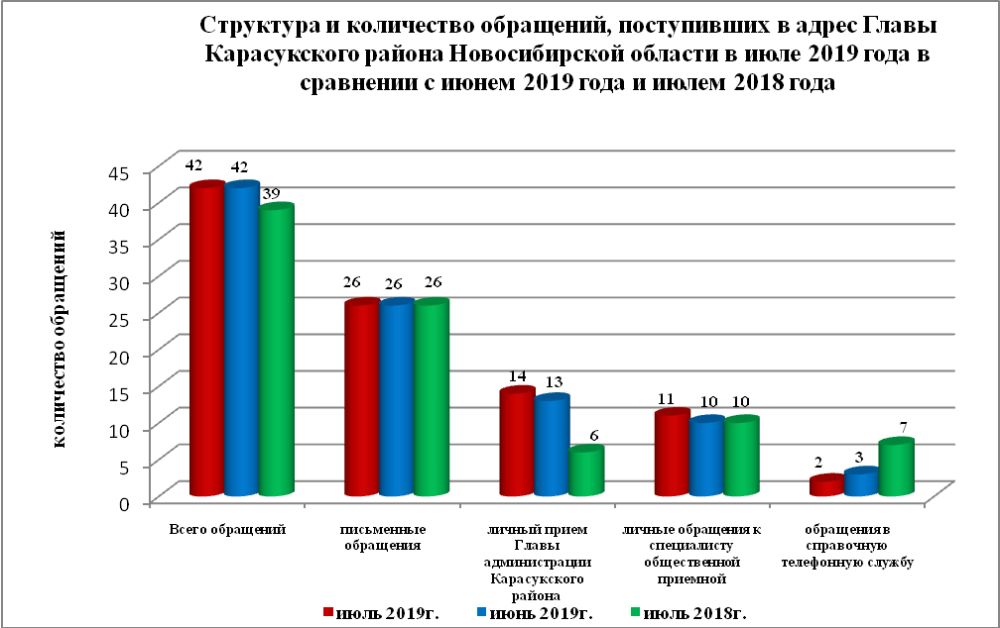 Структура и количество обращений, поступивших в адрес Главы
Карасукского района Новосибирской области в июле 2019 года в
сравнении с июнем 2019 года и июлем 2018 года
количество обращений
45
40
35
30
25
20
15
10
5
0
42
42
39
26
26
26
14
13
6
11
10
10
2
3
7
Всего обращений
письменные
обращения
личный прием
Главы
администрации
Карасукского
района
личные обращения к
специалисту
общественной
приемной
обращения в
справочную
телефонную службу
июль 2019г.
июнь 2019г.
июль 2018г.